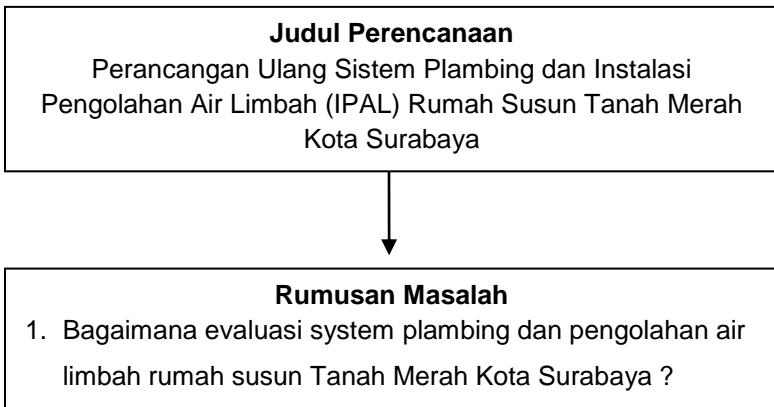 Judul Perencanaan
Perancangan Ulang Sistem Plambing dan Instalasi
Pengolahan Air Limbah (IPAL) Rumah Susun Tanah Merah
Kota Surabaya
Rumusan Masalah
1. Bagaimana evaluasi system plambing dan pengolahan air
limbah rumah susun Tanah Merah Kota Surabaya ?